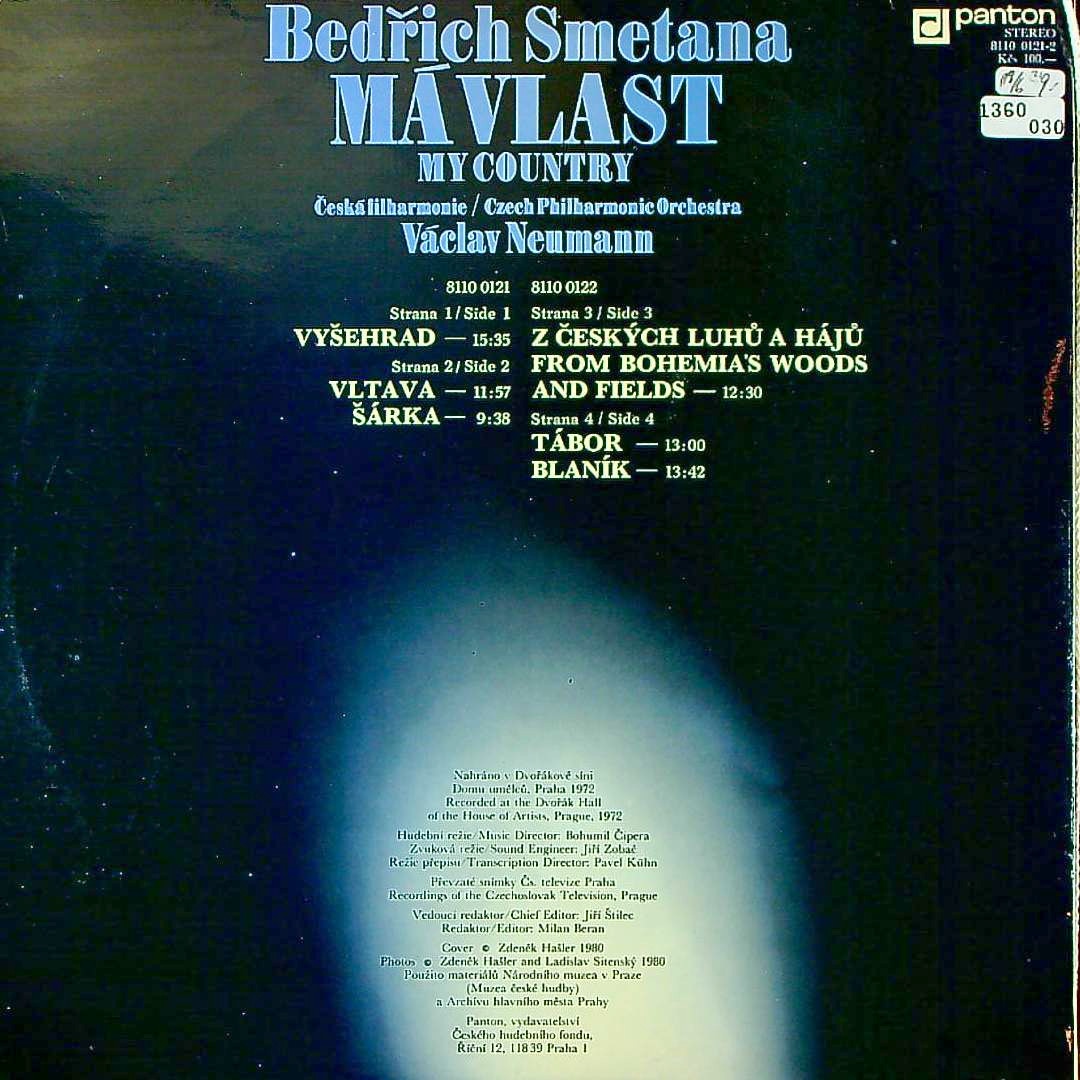 Bedřich Smetana
MÁ VLAST
MY COUNTRY
Česká filharmonie / Czech Philharmonic Orchestra
Václav Neumann
panton
STEREO
8110 0121-2
Kčs 100,—
1360
030
8110 0121
Strana 1 / Side 1
VYŠEHRAD — 15:35
Strana 2 / Side 2
VLTAVA — 11:57
ŠÁRKA — 9:38
8110 0122
Strana 3 / Side 3
Z ČESKÝCH LUHŮ A HÁJŮ
FROM BOHEMIA'S WOODS
AND FIELDS — 12:30
Strana 4 / Side 4
TÁBOR — 13:00
BLANÍK — 13:42
Nahráno v Dvořákově síni
Domu umělců, Praha 1972
Recorded at the Dvořák Hall
of the House of Artists, Prague, 1972
Hudební režie/Music Director: Bohumil Čipera
Zvuková režie/Sound Engineer: Jiří Zobač
Režie přepisu/Transcription Director: Pavel Kühn
Převzaté snímky Čs. televize Praha
Recordings of the Czechoslovak Television, Prague
Vedoucí redaktor/Chief Editor: Jiří Štilec
Redaktor/Editor: Milan Beran
Cover © Zdeněk Hašler 1980
Photos © Zdeněk Hašler and Ladislav Sitenský 1980
Použito materiálů Národního muzea v Praze
(Muzea české hudby)
a Archívu hlavního města Prahy
Panton, vydavatelství
Českého hudebního fondu,
Říční 12, 118 39 Praha 1